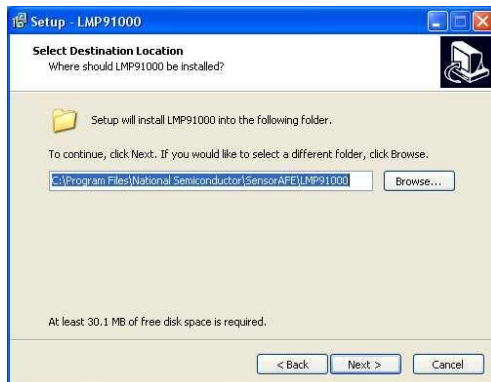 Setup - LMP91000
Select Destination Location
Where should LMP91000 be installed?
Setup will install LMP91000 into the following folder.
To continue, click Next. If you would like to select a different folder, click Browse.
C:\Program Files\National Semiconductor\SensorAFE\LMP91000
Browse...
At least 30.1 MB of free disk space is required.
< Back
Next >
Cancel